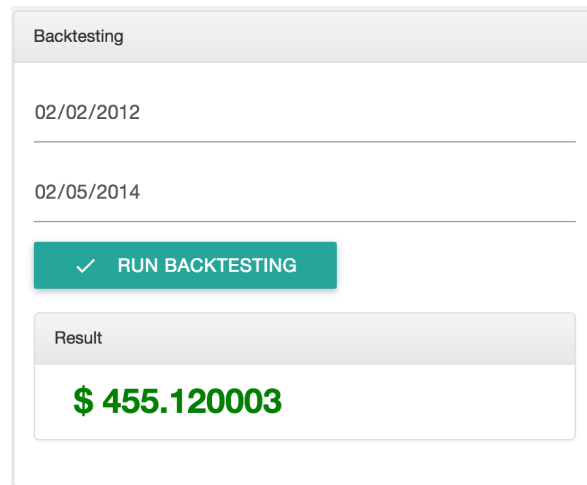 Backtesting
02/02/2012
02/05/2014
RUN BACKTESTING
Result
$ 455.120003